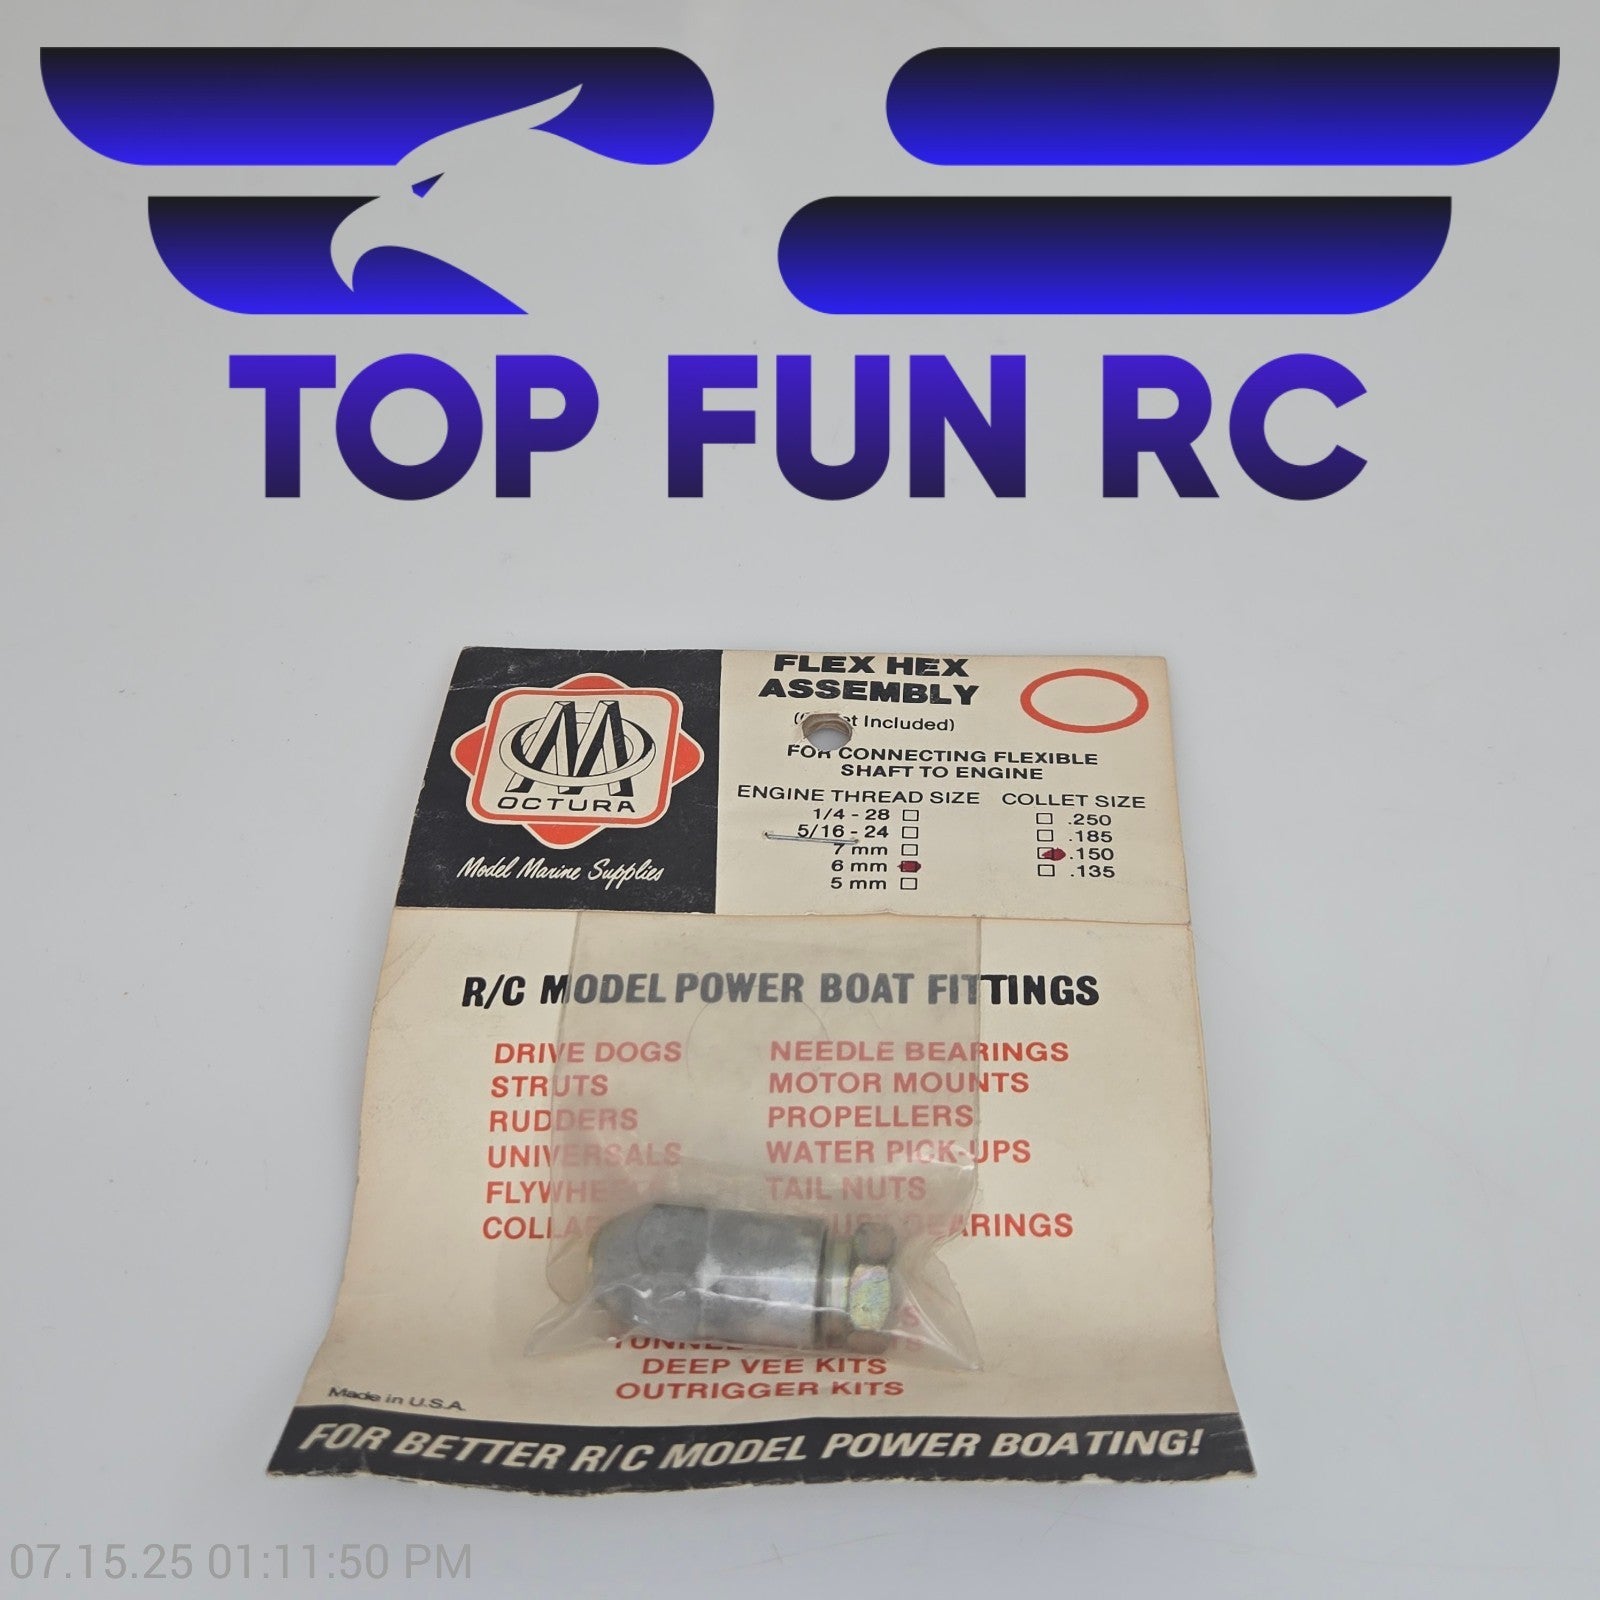 TOP FUN RC
OCTURA
Model Marine Supplies
FLEX HEX
ASSEMBLY
Included)
FOR CONNECTING FLEXIBLE
SHAFT TO ENGINE
ENGINE THREAD SIZE COLLET SIZE
1/4 - 28 .250
5/16 - 24 .185
7 mm .150
6 mm .135
5 mm
R/C MODEL POWER BOAT FITTINGS
DRIVE DOGS NEEDLE BEARINGS
STRUTS MOTOR MOUNTS
RUDDERS PROPELLERS
UNIVERSALS WATER PICK-UPS
FLYWHEELS TAIL NUTS
BEARINGS
DEEP VEE KITS
OUTRIGGER KITS
Made in U.S.A.
FOR BETTER R/C MODEL POWER BOATING!
07.15.25 01:11:50 PM